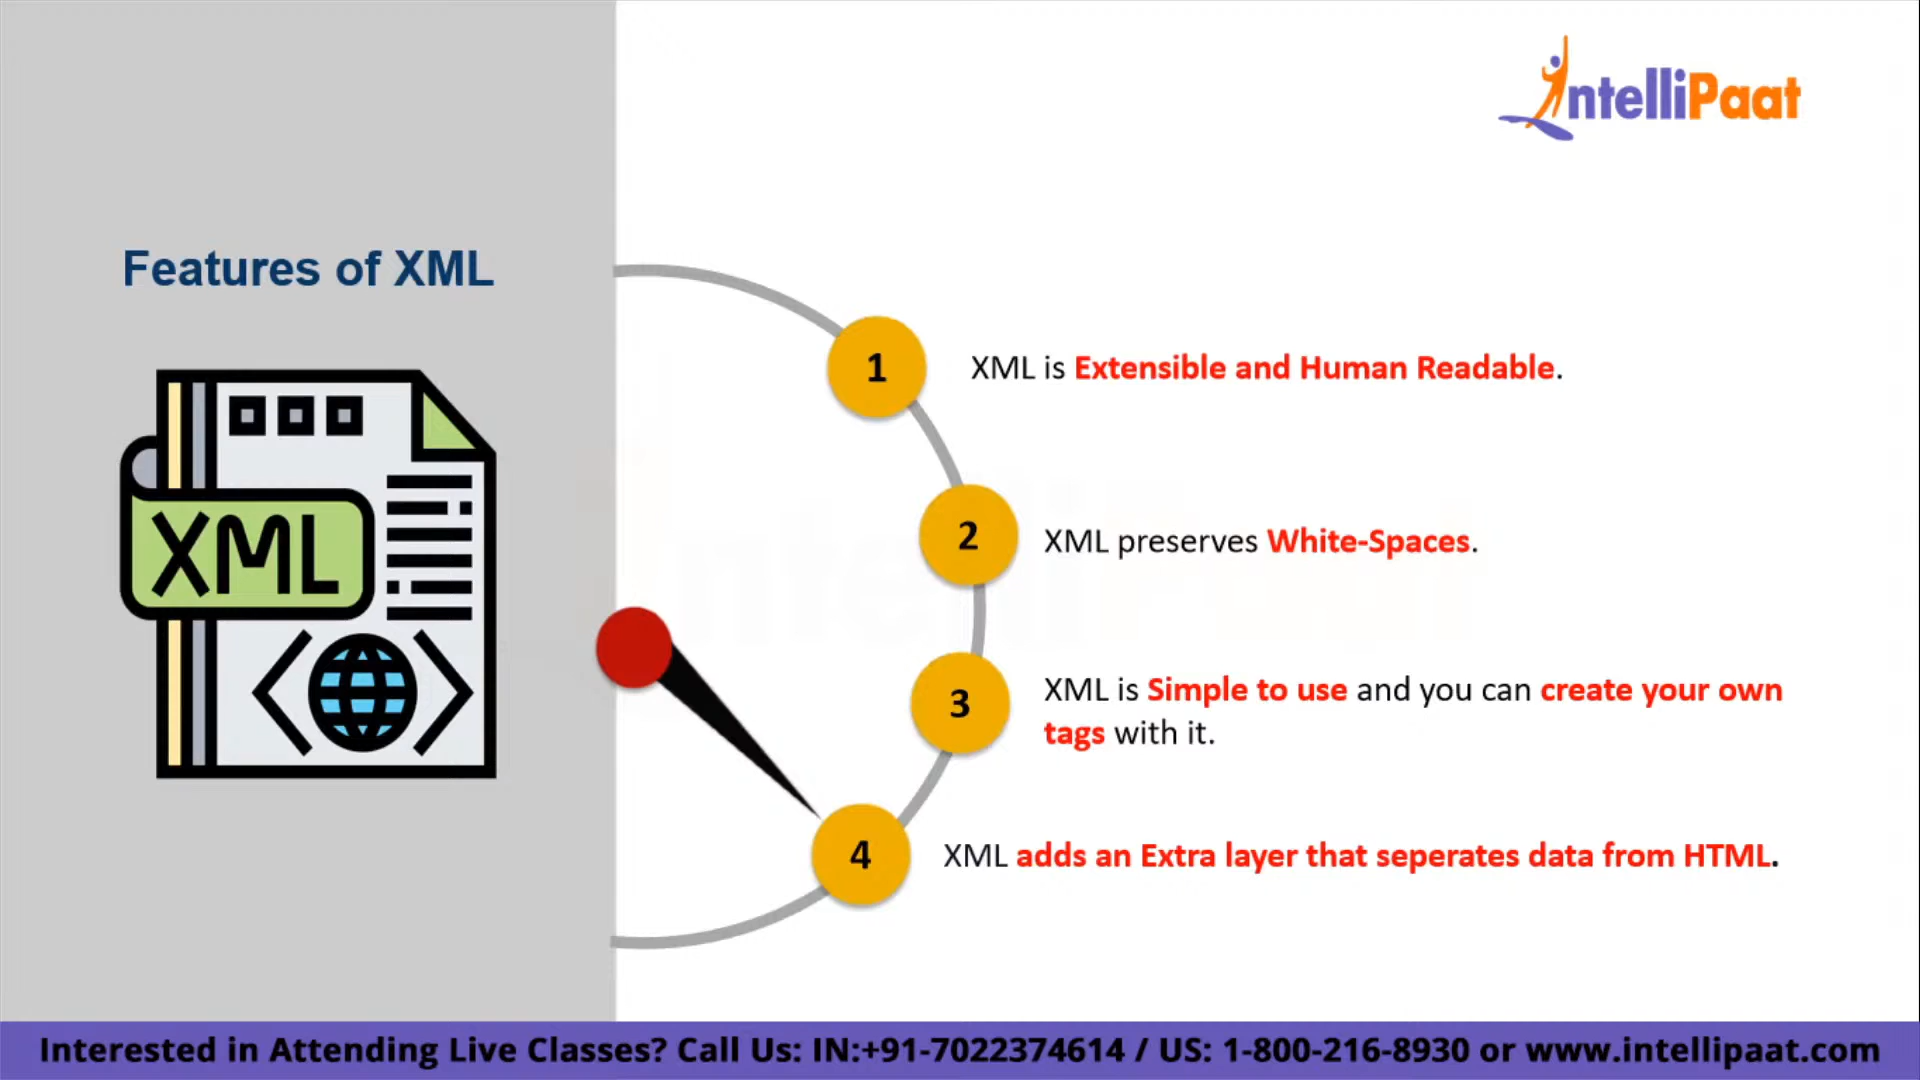 IntelliPaat
Features of XML
XML
1
XML is Extensible and Human Readable.
2
XML preserves White-Spaces.
3
XML is Simple to use and you can create your own
tags with it.
4
XML adds an Extra layer that seperates data from HTML.
Interested in Attending Live Classes? Call Us: IN:+91-7022374614 / US: 1-800-216-8930 or www.intellipaat.com